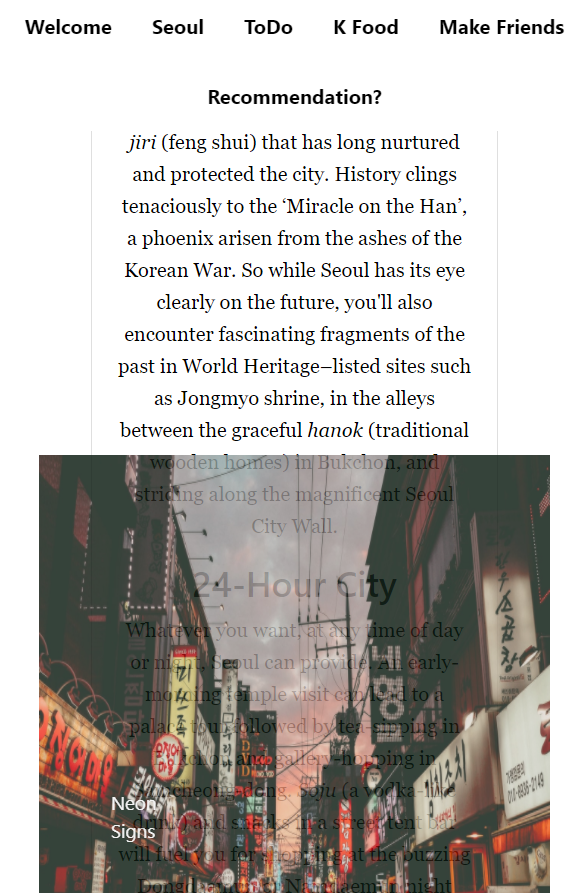 Welcome Seoul ToDo K Food Make Friends
Recommendation?
jiri (feng shui) that has long nurtured
and protected the city. History clings
tenaciously to the ‘Miracle on the Han’,
a phoenix arisen from the ashes of the
Korean War. So while Seoul has its eye
clearly on the future, you'll also
encounter fascinating fragments of the
past in World Heritage–listed sites such
as Jongmyo shrine, in the alleys
between the graceful hanok (traditional
wooden homes) in Bukchon, and
striding along the magnificent Seoul
City Wall.
24-Hour City
Whatever you want, at any time of day
or night, Seoul can provide. An early-
morning temple visit can lead to a
palace tour followed by tea-sipping in
and gallery-hopping in
Soju (a vodka-like
drink) and snacks in a street tent bar
will fuel you for shopping at the buzzing
night
Neon
Signs
미스족